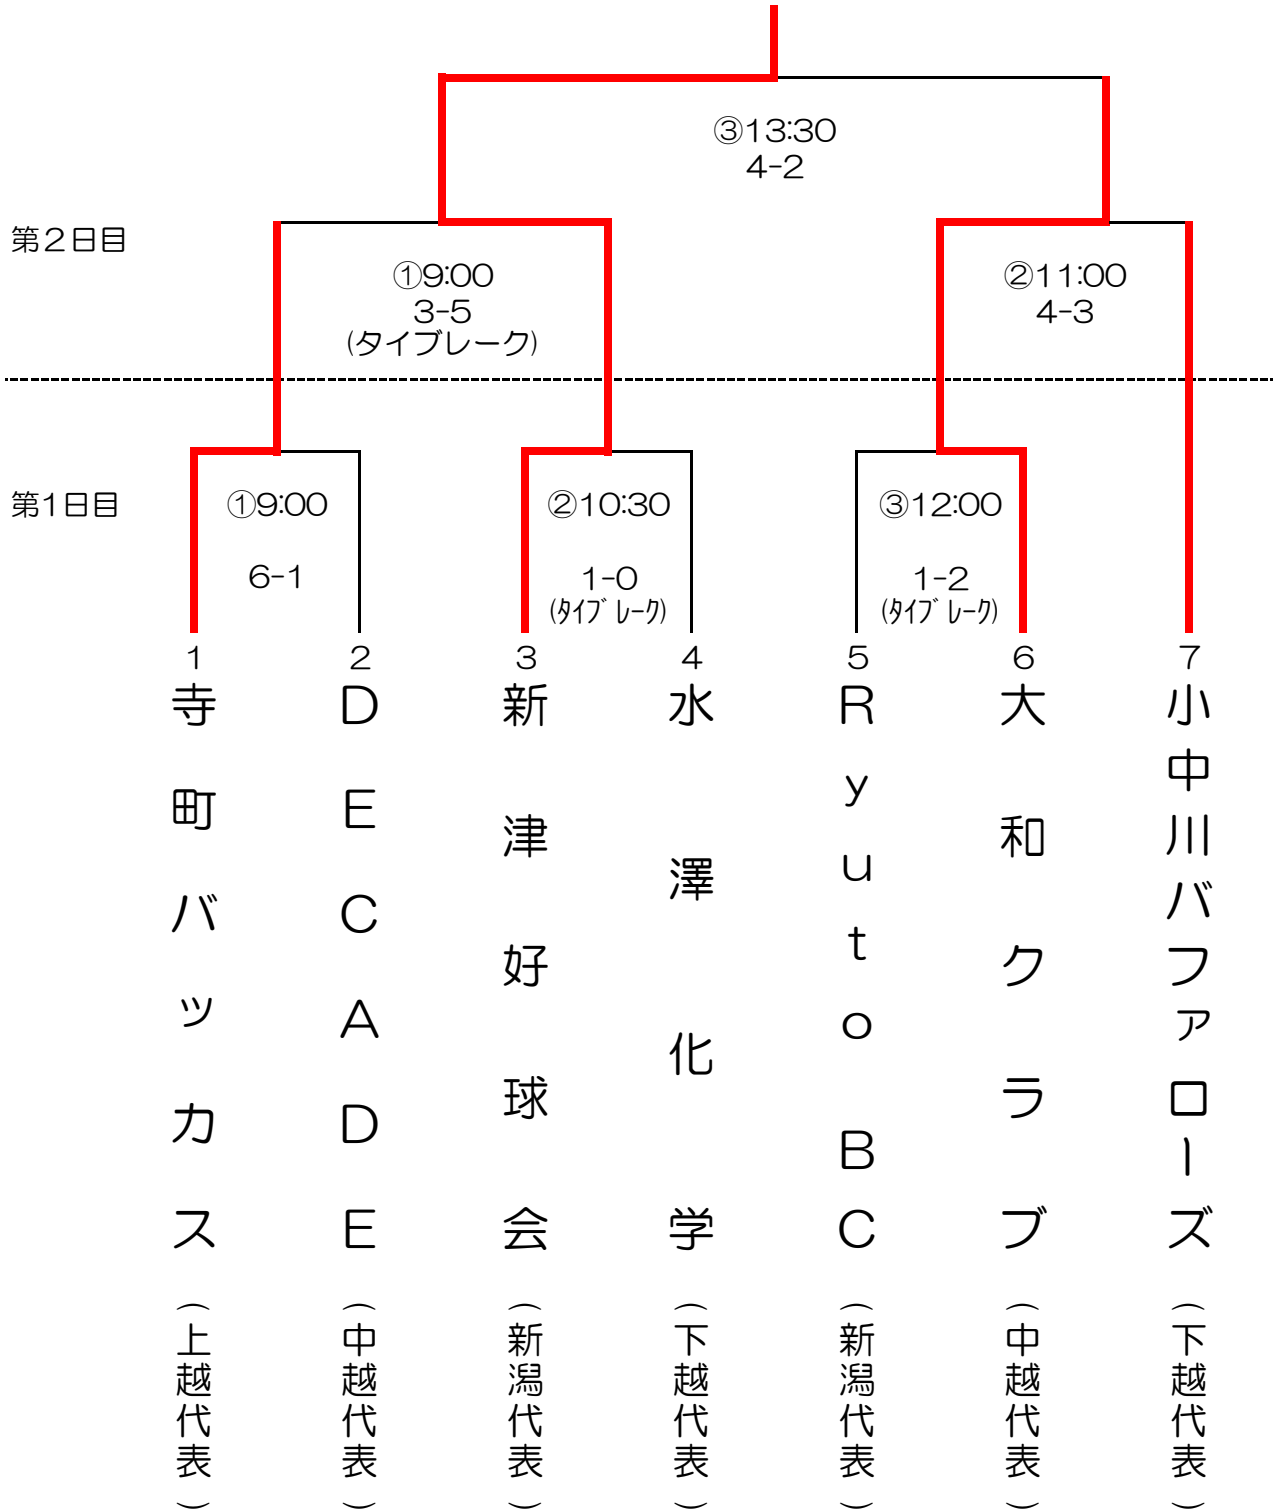 ③13:30
4-2
第2日目
①9:00
3-5
(タイブレーク)
②11:00
4-3
第1日目
①9:00
6-1
②10:30
1-0
(ﾀｲﾌﾞﾚｰｸ)
③12:00
1-2
(ﾀｲﾌﾞﾚｰｸ)
1
寺町バッカス
(上越代表)
2
DECADE
(中越代表)
3
新津好球会
(新潟代表)
4
水澤化学
(下越代表)
5
Ryuto BC
(新潟代表)
6
大和クラブ
(中越代表)
7
小中川バファローズ
(下越代表)